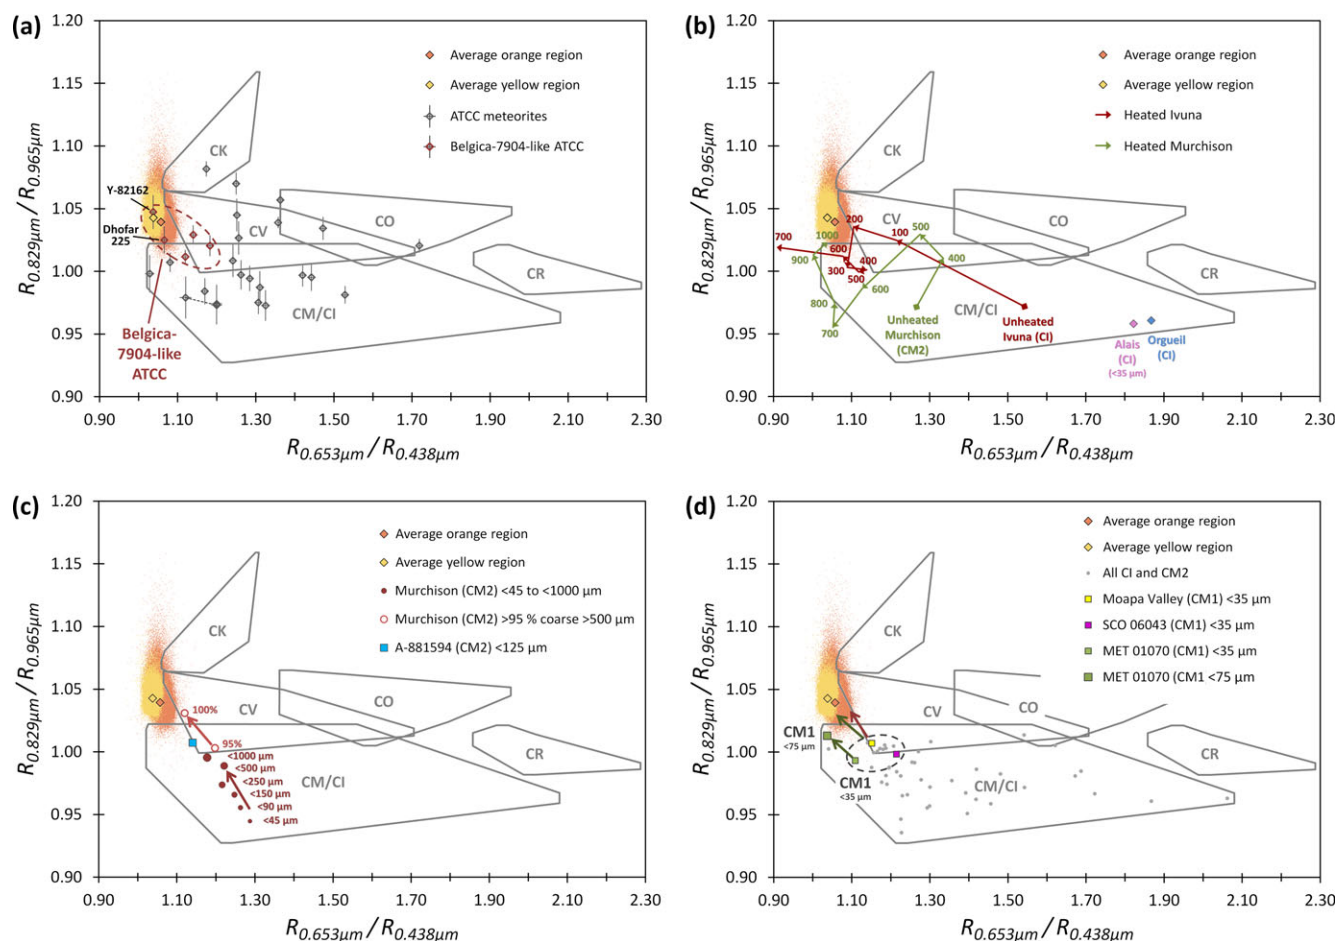 (a)
1.20
1.15
1.10
1.05
1.00
0.95
0.90
0.90 1.10 1.30 1.50 1.70 1.90 2.10 2.30
R0.829µm / R0.965µm
R0.653µm / R0.438µm
Average orange region
Average yellow region
ATCC meteorites
Belgica-7904-like ATCC
CK
Y-82162
Dhofar
225
CV
CO
CR
CM/CI
Belgica-
7904-like
ATCC
(b)
1.20
1.15
1.10
1.05
1.00
0.95
0.90
0.90 1.10 1.30 1.50 1.70 1.90 2.10 2.30
R0.829µm / R0.965µm
R0.653µm / R0.438µm
Average orange region
Average yellow region
Heated Ivuna
Heated Murchison
CK
CV
CO
CR
CM/CI
200
100
500
1000
700
600
900
400
300
500
400
600
800
700
Unheated
Murchison
(CM2)
Unheated
Ivuna (CI)
Alais
(CI)
(<35 µm)
Orgueil
(CI)
(c)
1.20
1.15
1.10
1.05
1.00
0.95
0.90
0.90 1.10 1.30 1.50 1.70 1.90 2.10 2.30
R0.829µm / R0.965µm
R0.653µm / R0.438µm
Average orange region
Average yellow region
Murchison (CM2) <45 to <1000 µm
Murchison (CM2) >95 % coarse >500 µm
A-881594 (CM2) <125 µm
CK
CV
CO
CR
CM/CI
100%
95%
<1000 µm
<500 µm
<250 µm
<150 µm
<90 µm
<45 µm
(d)
1.20
1.15
1.10
1.05
1.00
0.95
0.90
0.90 1.10 1.30 1.50 1.70 1.90 2.10 2.30
R0.829µm / R0.965µm
R0.653µm / R0.438µm
Average orange region
Average yellow region
All CI and CM2
Moapa Valley (CM1) <35 µm
SCO 06043 (CM1) <35 µm
MET 01070 (CM1) <35 µm
MET 01070 (CM1 <75 µm
CK
CV
CO
CR
CM/CI
CM1
<75 µm
CM1
<35 µm